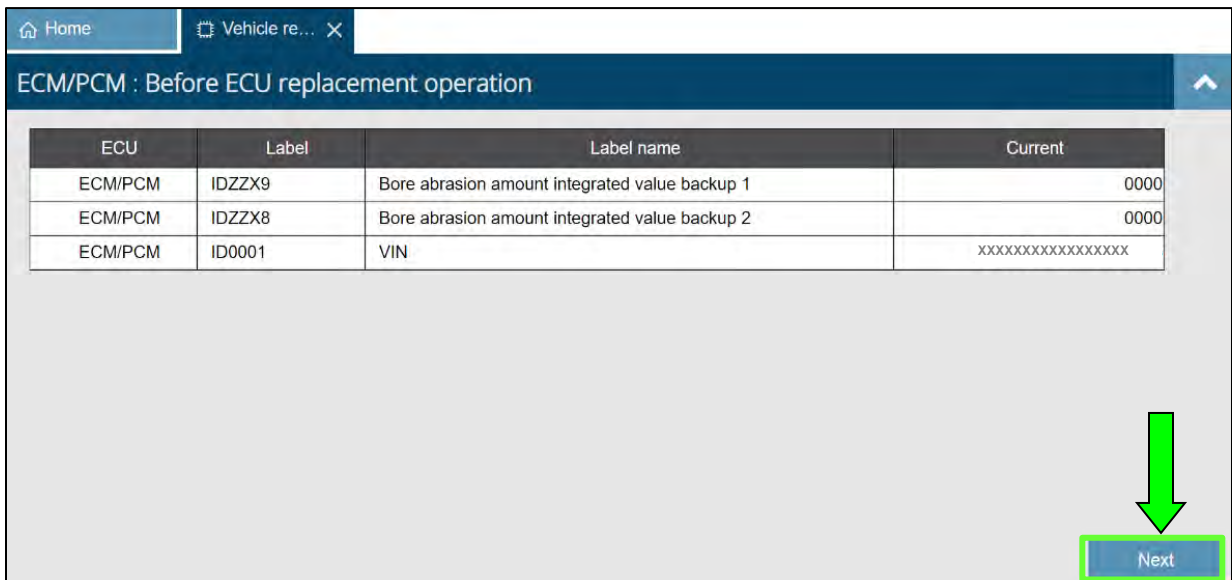 Home Vehicle re...
ECM/PCM : Before ECU replacement operation
ECU Label Label name Current
ECM/PCM IDZZX9 Bore abrasion amount integrated value backup 1 0000
ECM/PCM IDZZX8 Bore abrasion amount integrated value backup 2 0000
ECM/PCM ID0001 VIN XXXXXXXXXXXXXXXXX
Next